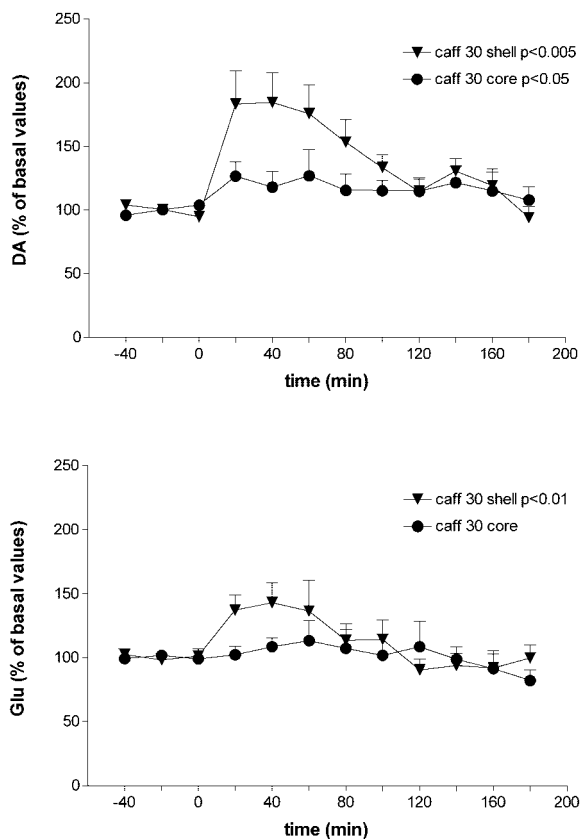 250
200
150
100
50
0
DA (% of basal values)
caff 30 shell p<0.005
caff 30 core p<0.05
-40 0 40 80 120 160 200
time (min)
250
200
150
100
50
0
Glu (% of basal values)
caff 30 shell p<0.01
caff 30 core
-40 0 40 80 120 160 200
time (min)